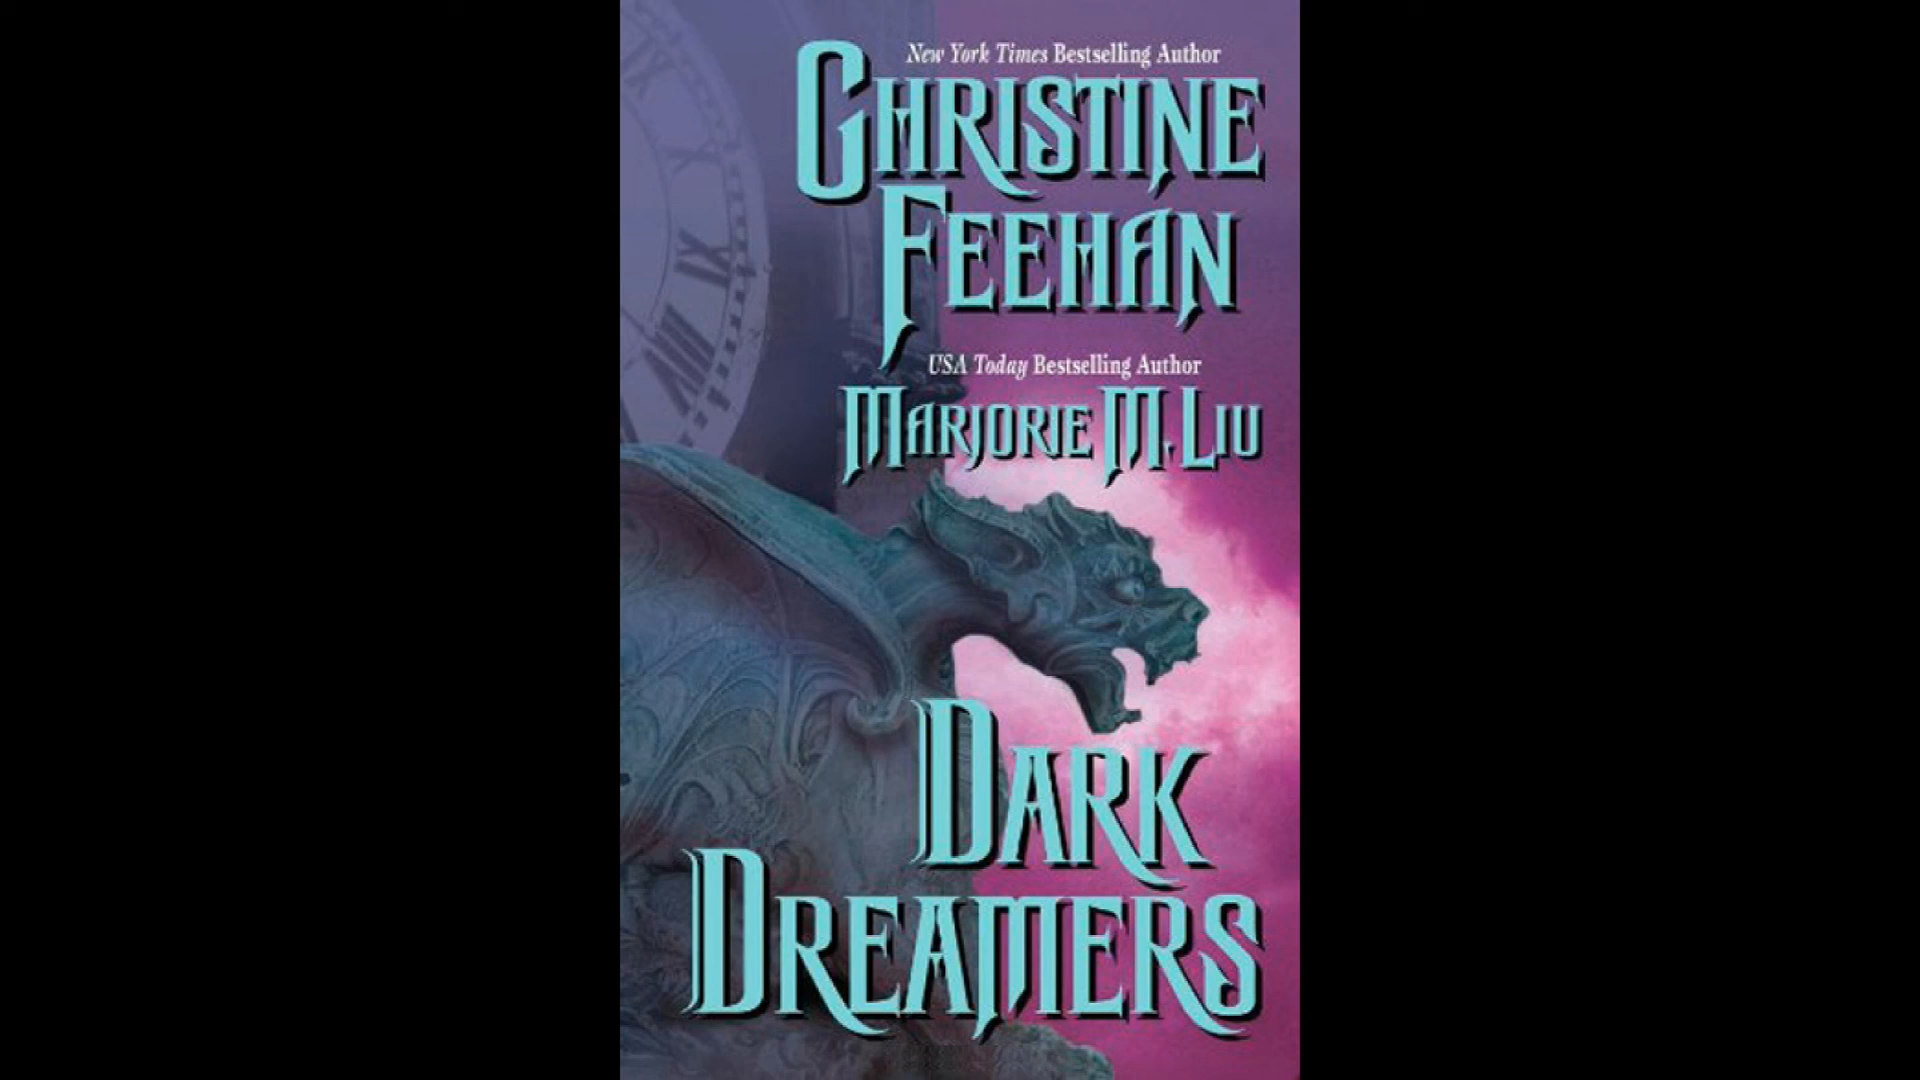 New York Times Bestselling Author
CHRISTINE
FEEHAN
USA Today Bestselling Author
MARJORIE M. LIU
DARK
DREAMERS